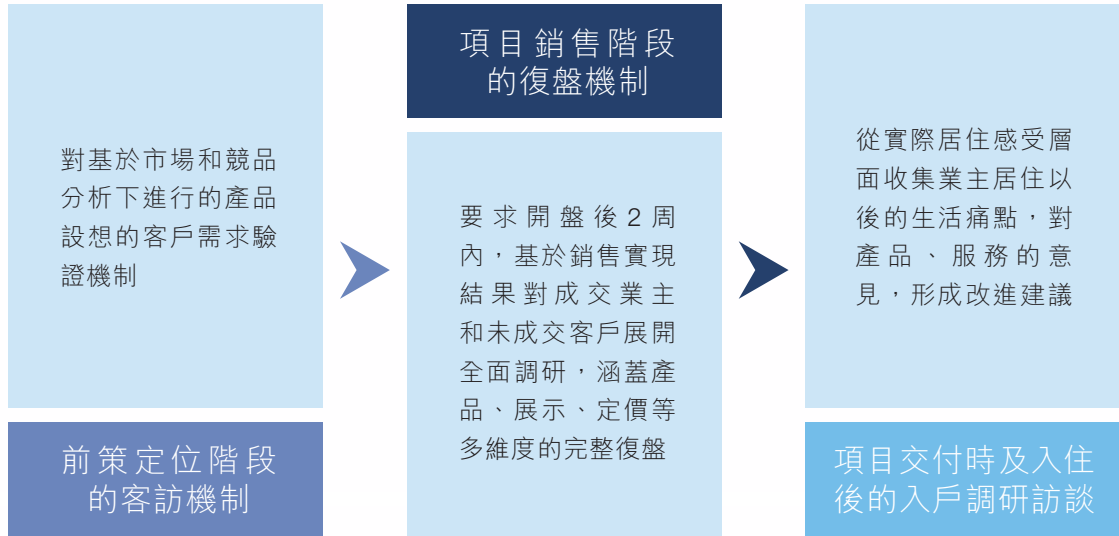 對基於市場和競品
分析下進行的產品
設想的客戶需求驗
證機制
前策定位階段
的客訪機制
項目銷售階段
的復盤機制
要求開盤後2周
內，基於銷售實現
結果對成交業主
和未成交客戶展開
全面調研，涵蓋產
品、展示、定價等
多維度的完整復盤
從實際居住感受層
面收集業主居住以
後的生活痛點，對
產品、服務的意
見，形成改進建議
項目交付時及入住
後的入戶調研訪談